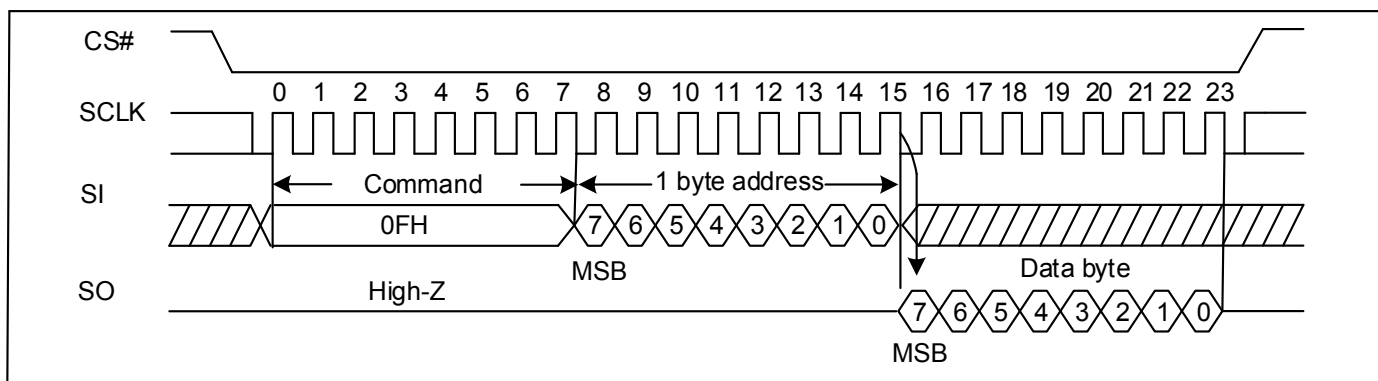 CS#
0 1 2 3 4 5 6 7 8 9 10 11 12 13 14 15 16 17 18 19 20 21 22 23
SCLK
Command 1 byte address
SI
0FH 7 6 5 4 3 2 1 0
MSB Data byte
SO High-Z
7 6 5 4 3 2 1 0
MSB